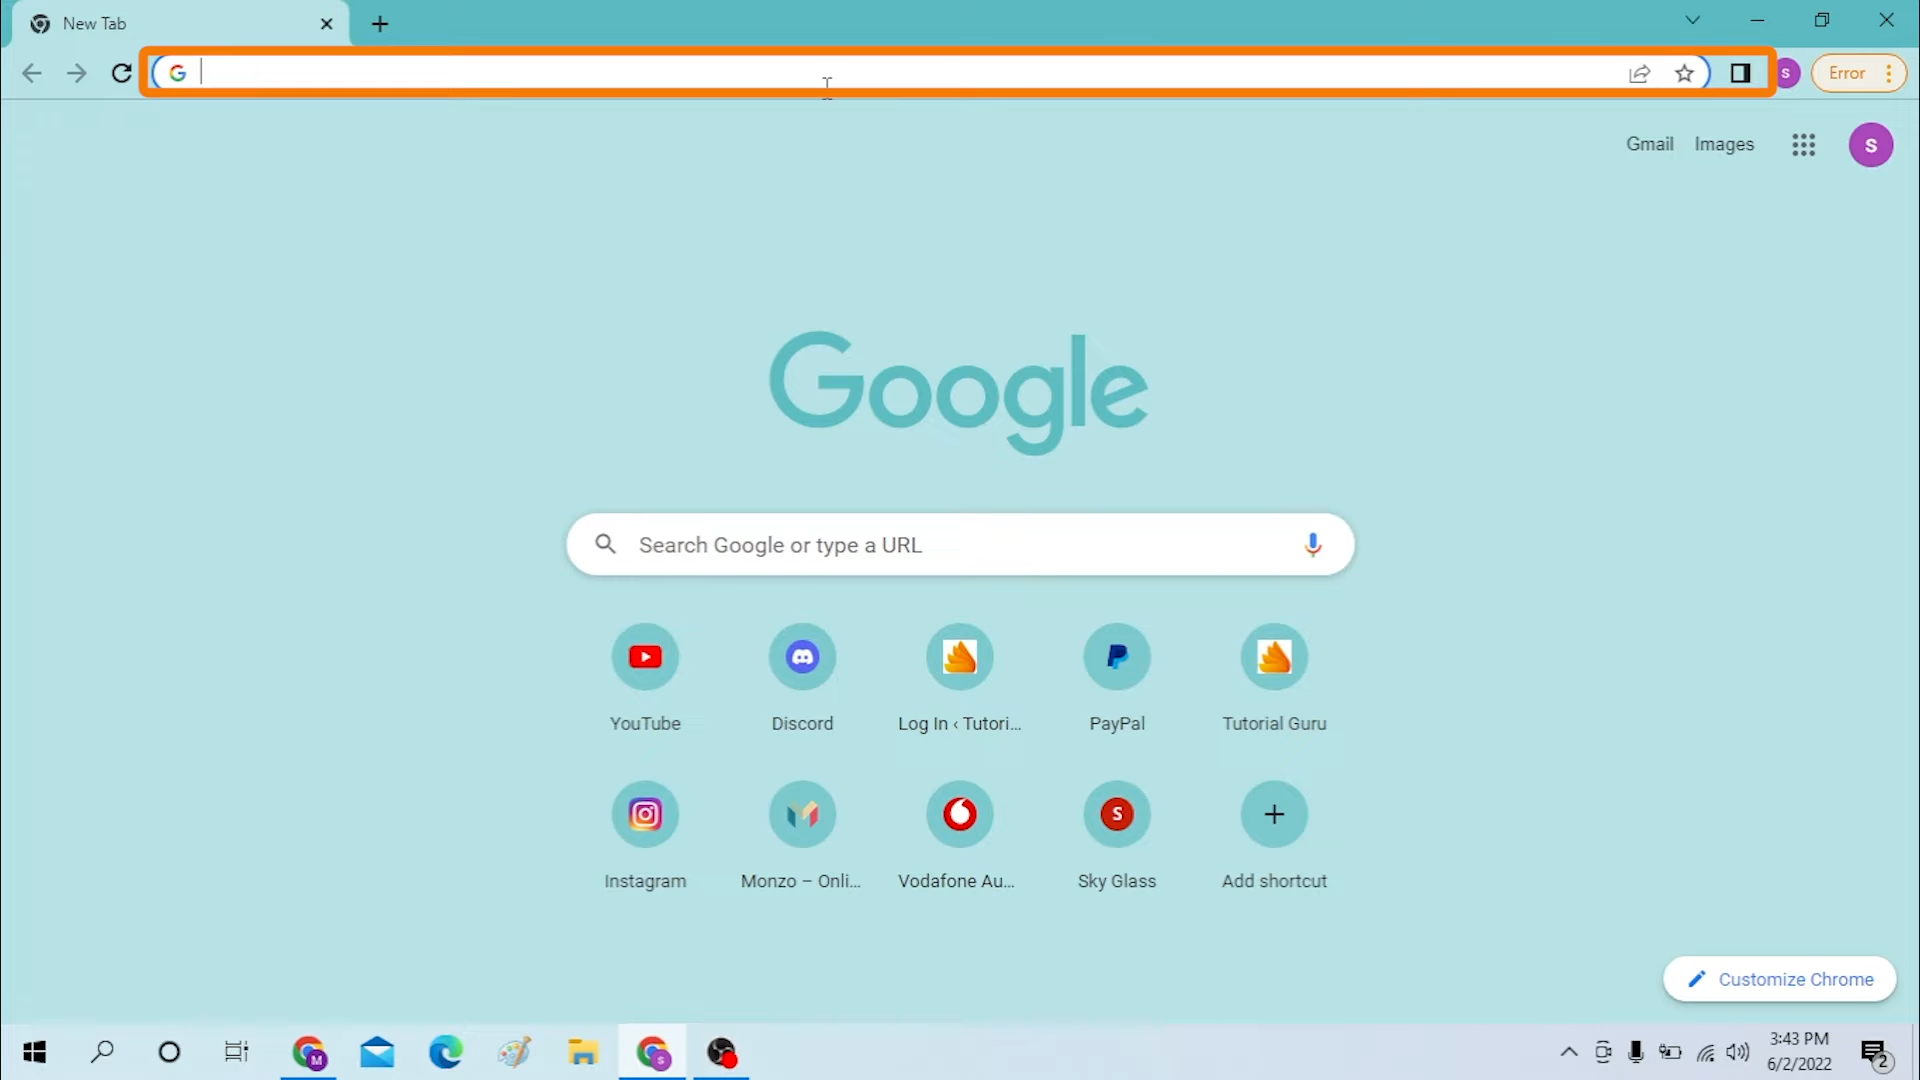 New Tab
Error
S
Gmail
Images
S
Google
Search Google or type a URL
YouTube
Discord
Log In ‹ Tutori...
PayPal
Tutorial Guru
S
Instagram
Monzo – Onli...
Vodafone Au...
Sky Glass
Add shortcut
Customize Chrome
M
S
3:43 PM
6/2/2022
2